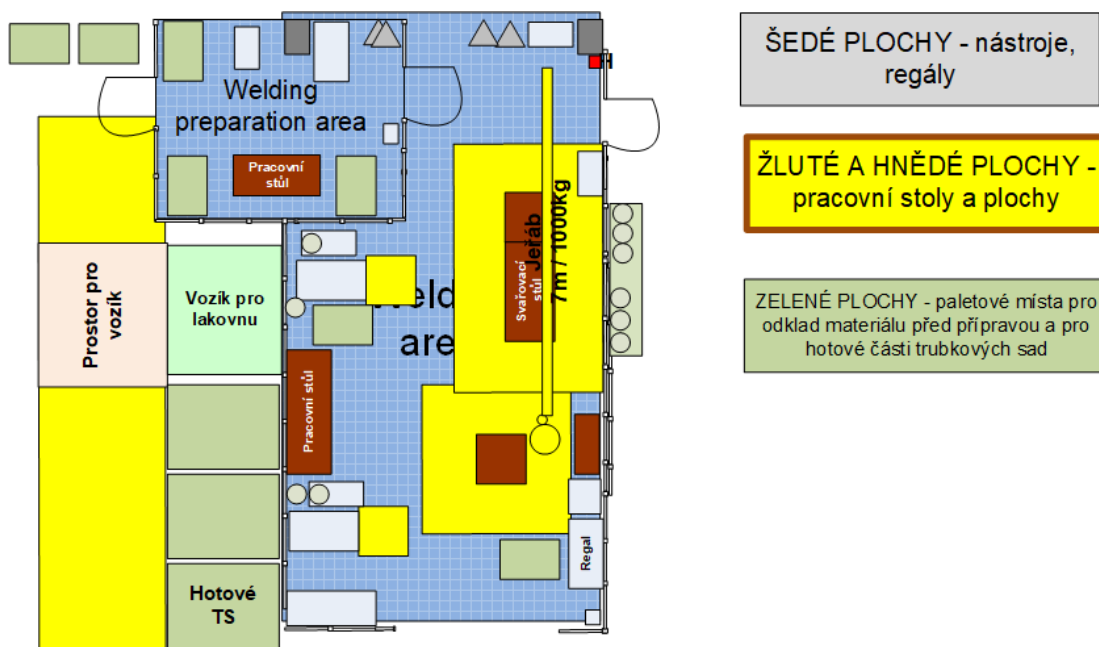 Welding
preparation area
Pracovní
stůl
Prostor pro
vozík
Vozík pro
lakovnu
Pracovní stůl
Hotové
TS
Svařovací
stůl
Jeřáb
7m / 1000kg
Regal
ŠEDÉ PLOCHY - nástroje,
regály
ŽLUTÉ A HNĚDÉ PLOCHY -
pracovní stoly a plochy
ZELENÉ PLOCHY - paletové místa pro
odklad materiálu před přípravou a pro
hotové části trubkových sad